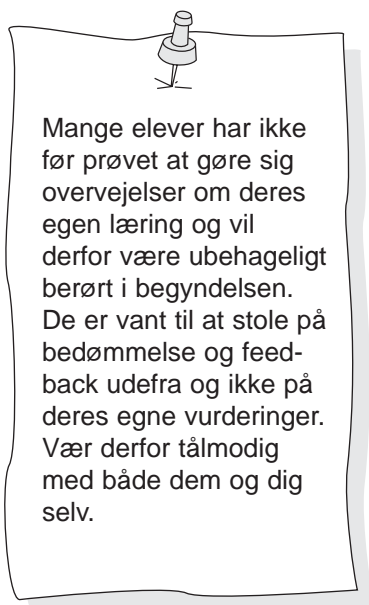 Mange elever har ikke
før prøvet at gøre sig
overvejelser om deres
egen læring og vil
derfor være ubehageligt
berørt i begyndelsen.
De er vant til at stole på
bedømmelse og feed-
back udefra og ikke på
deres egne vurderinger.
Vær derfor tålmodig
med både dem og dig
selv.